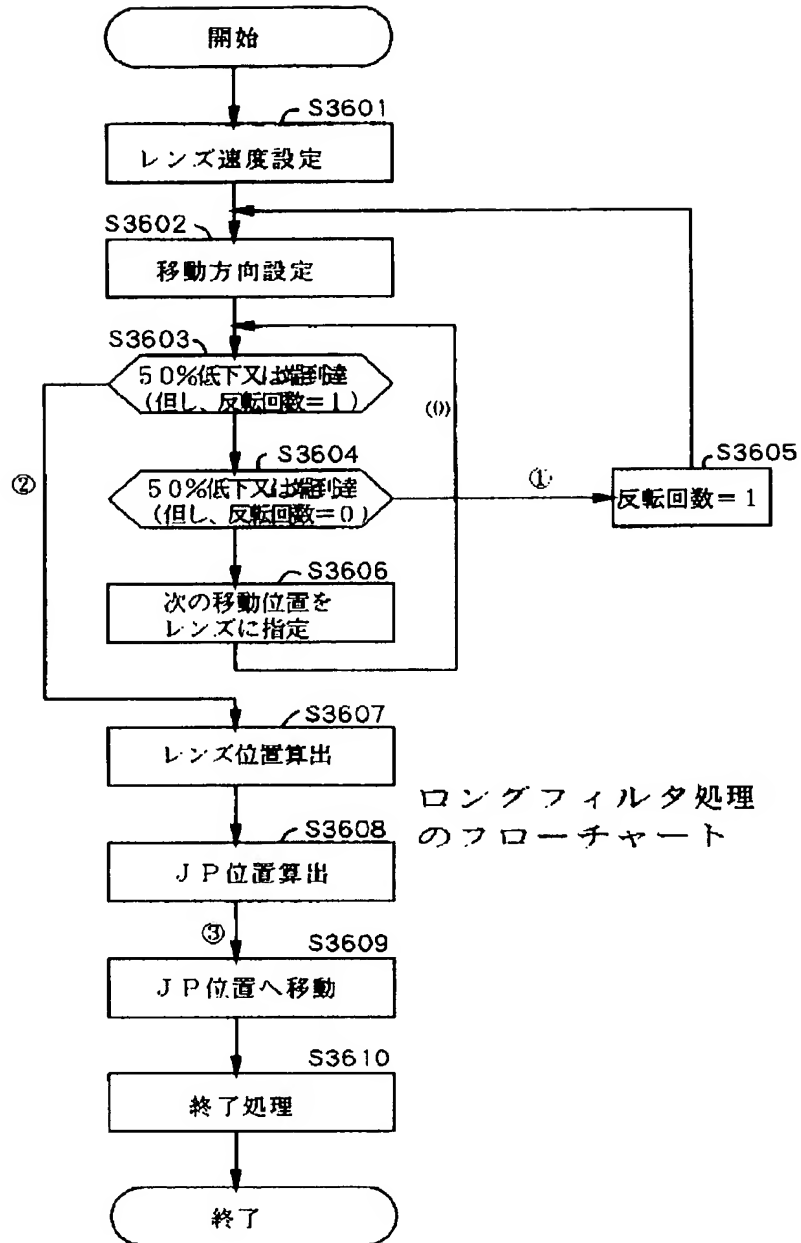 開始
S3601
レンズ速度設定
S3602
移動方向設定
S3603
50%低下又は端到達
(但し、反転回数=1)
(0)
②
S3604
50%低下又は端到達
(但し、反転回数=0)
①
S3605
反転回数=1
S3606
次の移動位置を
レンズに指定
S3607
レンズ位置算出
ロングフィルタ処理
のフローチャート
S3608
JP位置算出
③
S3609
JP位置へ移動
S3610
終了処理
終了